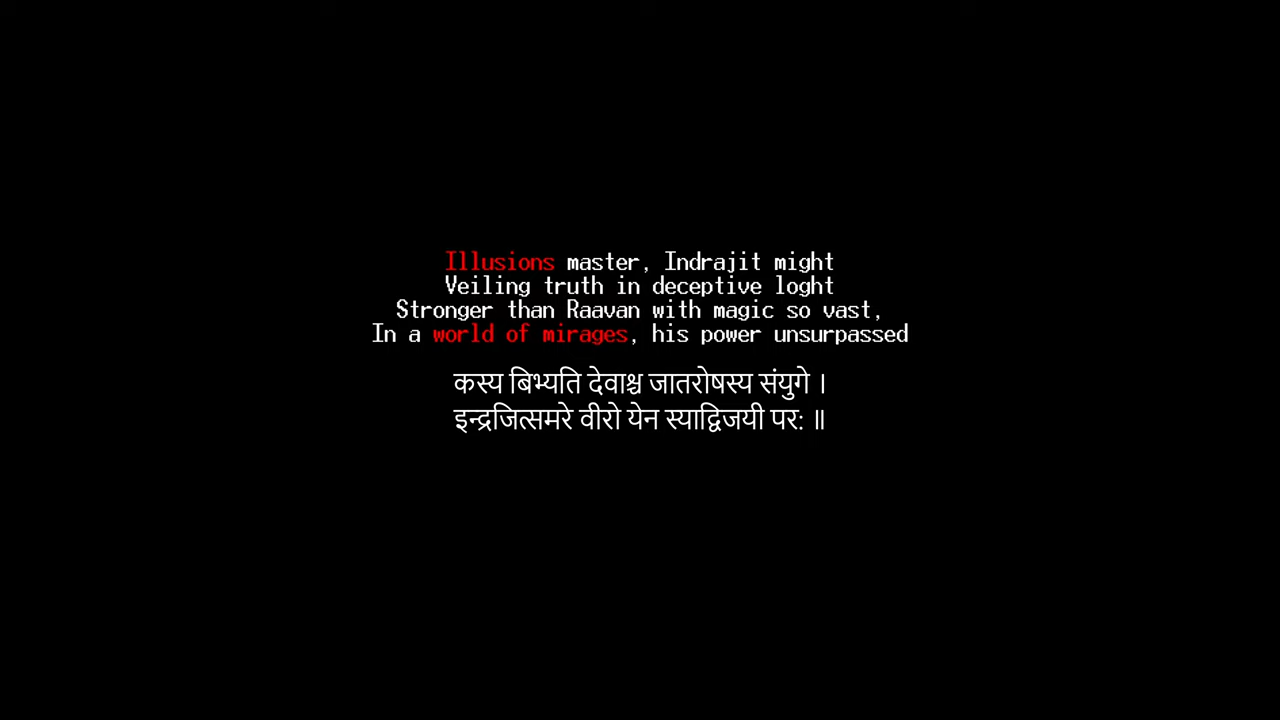 Illusions master, Indrajit might
Veiling truth in deceptive loght
Stronger than Raavan with magic so vast,
In a world of mirages, his power unsurpassed
कस्य बिभ्यति देवाश्च जातरोषस्य संयुगे ।
इन्द्रजित्समरे वीरो येन स्याद्विजयी परः ॥